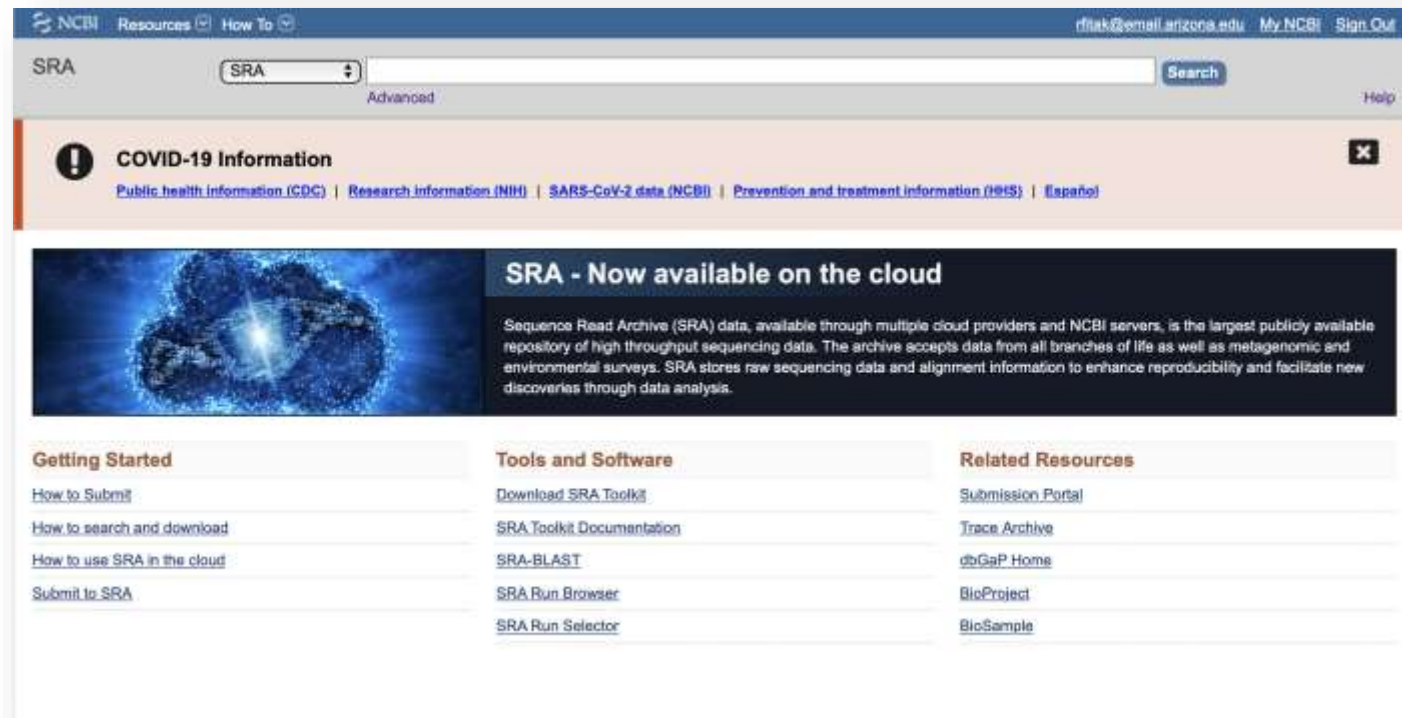 NCBI Resources How To rfitak@email.arizona.edu My NCBI Sign Out
SRA SRA Search
Advanced Help
COVID-19 Information
Public health information (CDC) | Research information (NIH) | SARS-CoV-2 data (NCBI) | Prevention and treatment information (HHS) | Español
SRA - Now available on the cloud
Sequence Read Archive (SRA) data, available through multiple cloud providers and NCBI servers, is the largest publicly available
repository of high throughput sequencing data. The archive accepts data from all branches of life as well as metagenomic and
environmental surveys. SRA stores raw sequencing data and alignment information to enhance reproducibility and facilitate new
discoveries through data analysis.
Getting Started
How to Submit
How to search and download
How to use SRA in the cloud
Submit to SRA
Tools and Software
Download SRA Toolkit
SRA Toolkit Documentation
SRA-BLAST
SRA Run Browser
SRA Run Selector
Related Resources
Submission Portal
Trace Archive
dbGaP Home
BioProject
BioSample